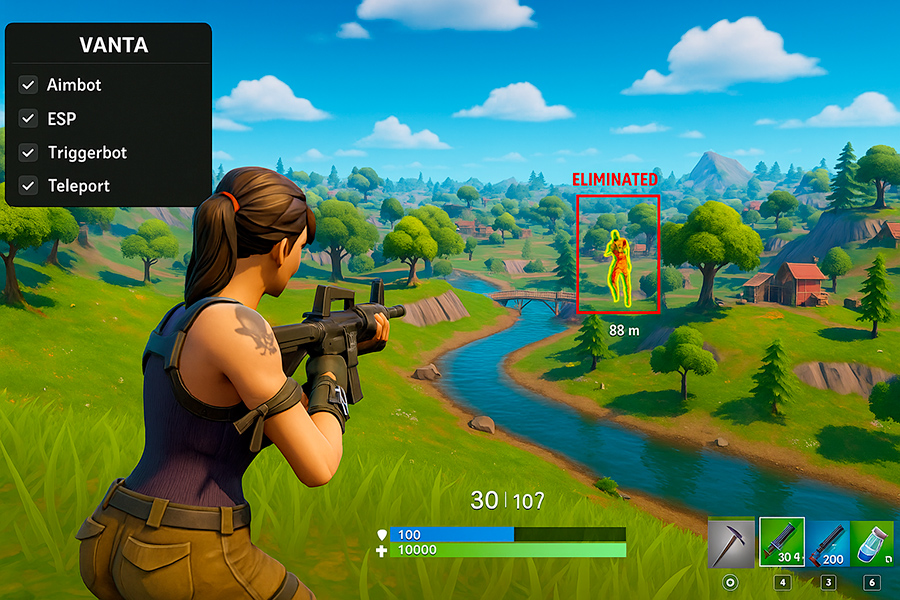 VANTA
Aimbot
ESP
Triggerbot
Teleport
ELIMINATED
88 m
30 | 107
100
10000
30 4
200
4
3
6